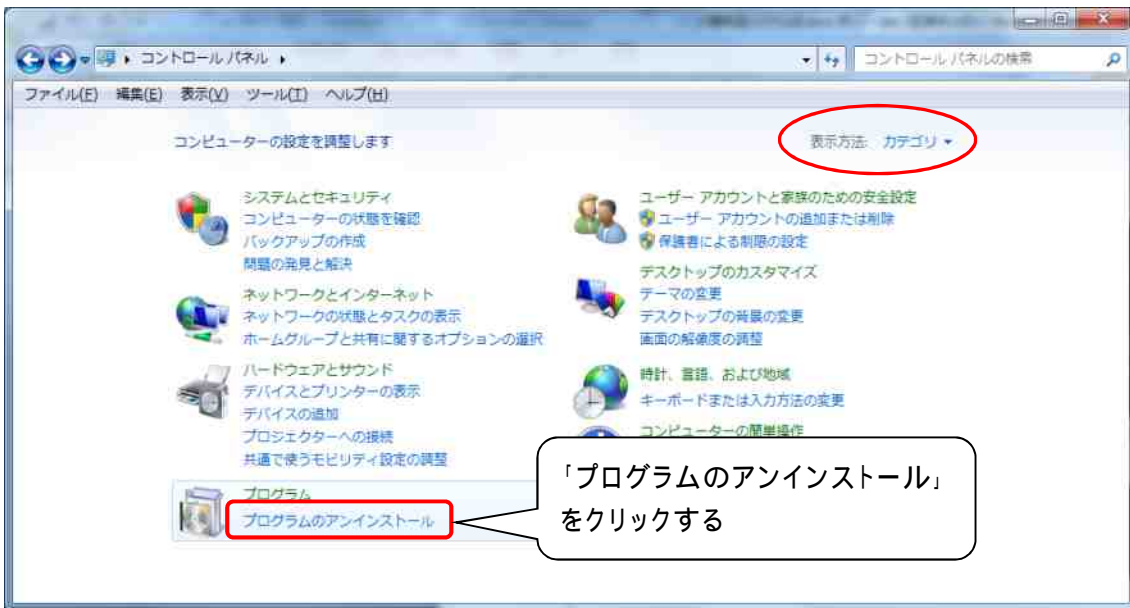 コントロール パネル
コントロール パネルの検索
ファイル(F) 編集(E) 表示(V) ツール(T) ヘルプ(H)
コンピューターの設定を調整します
表示方法: カテゴリ
システムとセキュリティ
コンピューターの状態を確認
バックアップの作成
問題の発見と解決
ネットワークとインターネット
ネットワークの状態とタスクの表示
ホームグループと共有に関するオプションの選択
ハードウェアとサウンド
デバイスとプリンターの表示
デバイスの追加
プロジェクターへの接続
共通で使うモビリティ設定の調整
プログラム
プログラムのアンインストール
ユーザー アカウントと家族のための安全設定
ユーザー アカウントの追加または削除
保護者による制限の設定
デスクトップのカスタマイズ
テーマの変更
デスクトップの背景の変更
画面の解像度の調整
時計、言語、および地域
キーボードまたは入力方法の変更
コンピューターの簡単操作
「プログラムのアンインストール」
をクリックする